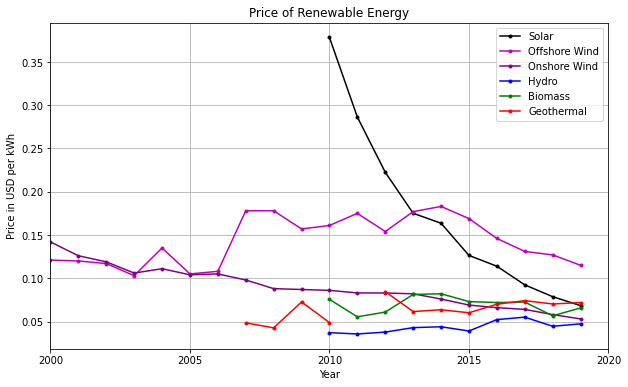 Price of Renewable Energy
Solar
Offshore Wind
Onshore Wind
Hydro
Biomass
Geothermal
0.35
0.30
0.25
0.20
0.15
0.10
0.05
Price in USD per kWh
2000 2005 2010 2015 2020
Year